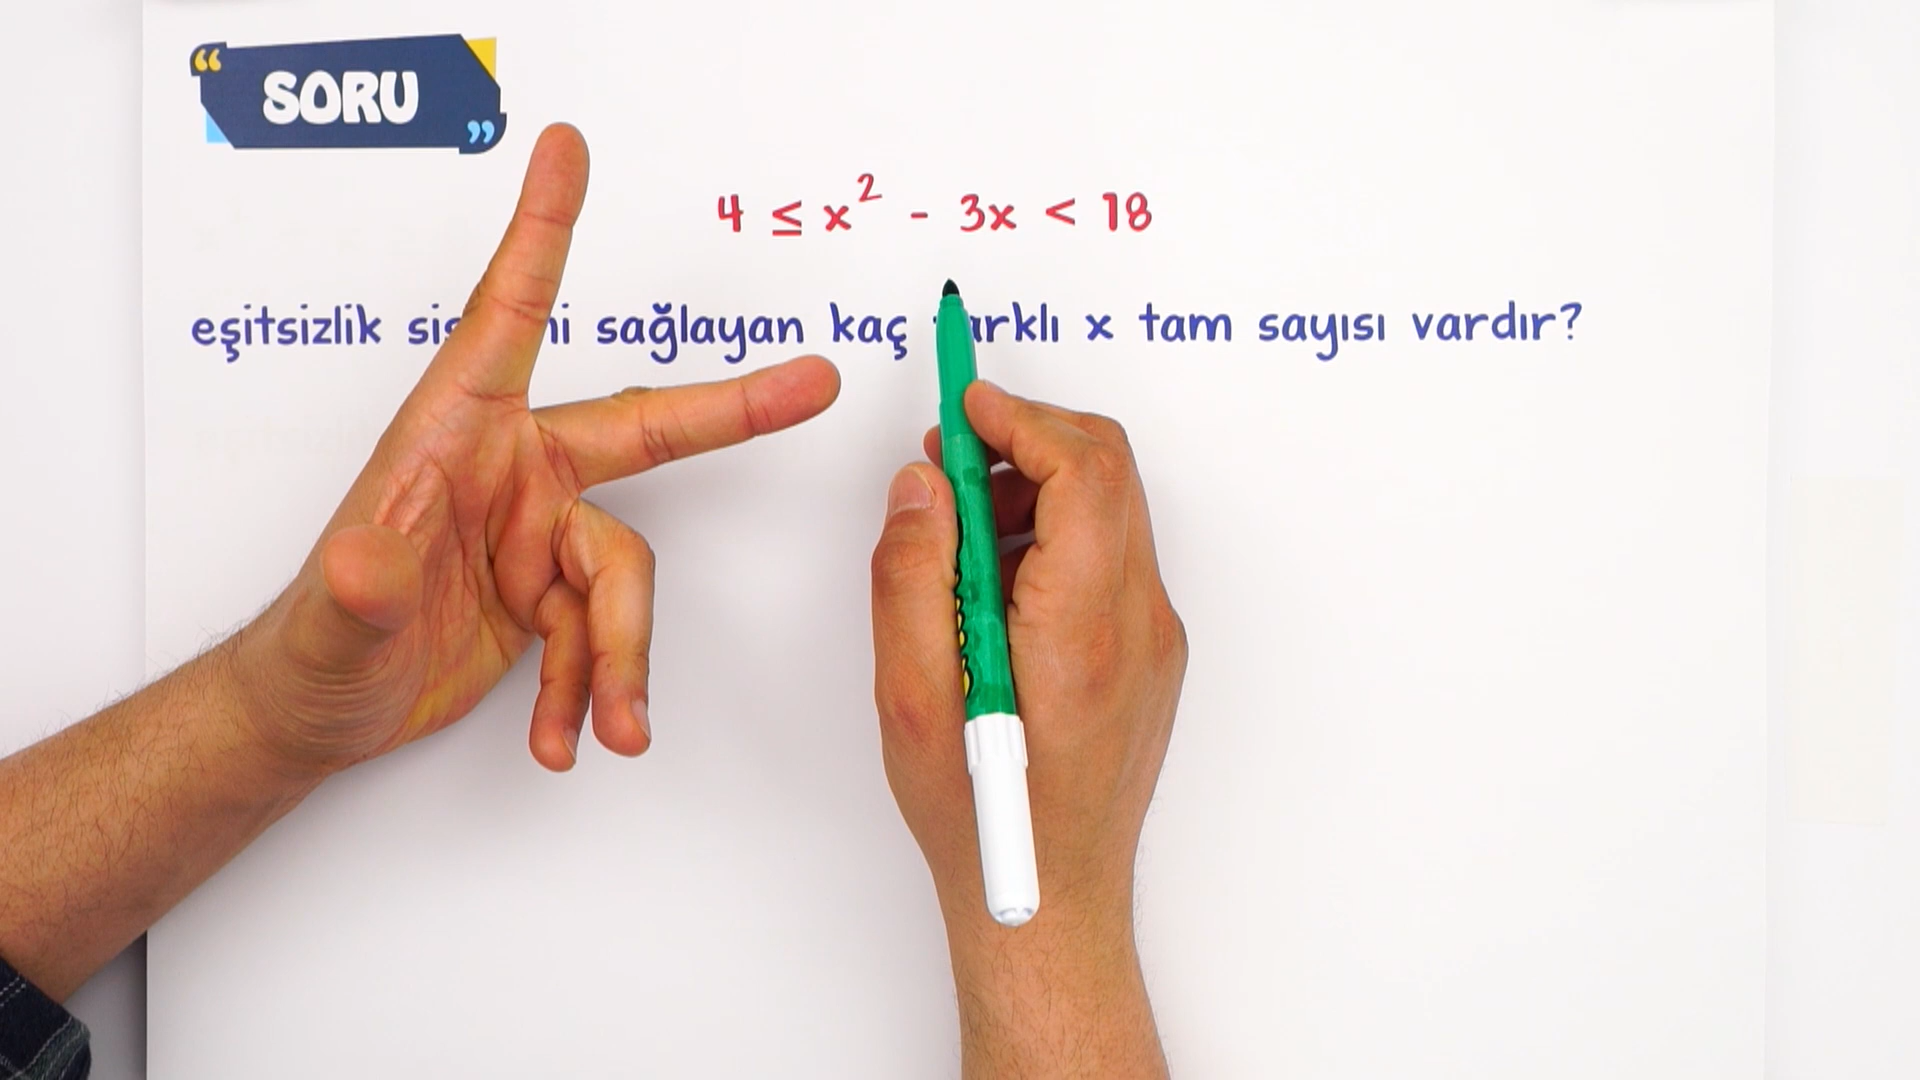 SORU
4 ≤ x² - 3x < 18
eşitsizlik sağlayan kaç x tam sayısı vardır?